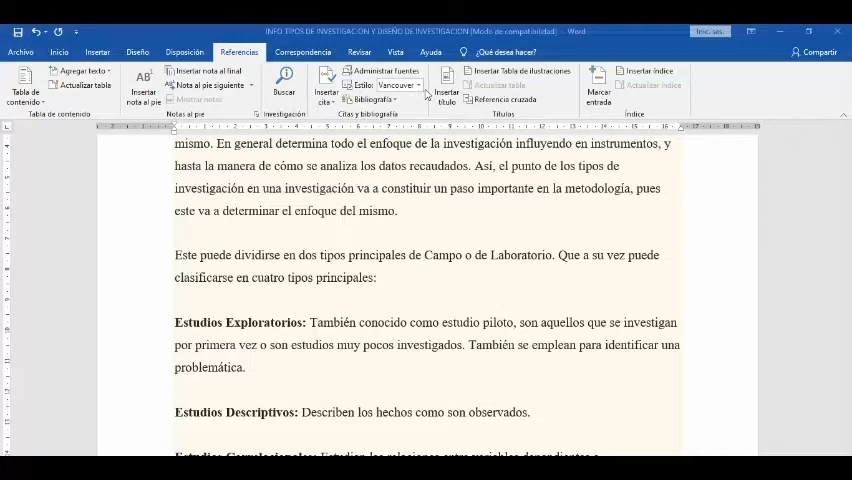 INFO TIPOS DE INVESTIGACION Y DISEÑO DE INVESTIGACION [Modo de compatibilidad] - Word
Inic. ses.
Archivo Inicio Insertar Diseño Disposición Referencias Correspondencia Revisar Vista Ayuda ¿Qué desea hacer? Compartir
Tabla de contenido
Agregar texto
Actualizar tabla
Tabla de contenido
AB1
Insertar nota al pie
Insertar nota al final
Nota al pie siguiente
Mostrar notas
Notas al pie
Buscar
Investigación
Insertar cita
Administrar fuentes
Estilo: Vancouver
Bibliografía
Citas y bibliografía
Insertar título
Insertar Tabla de ilustraciones
Actualizar tabla
Referencia cruzada
Títulos
Marcar entrada
Insertar índice
Actualizar índice
Índice
mismo. En general determina todo el enfoque de la investigación influyendo en instrumentos, y
hasta la manera de cómo se analiza los datos recaudados. Así, el punto de los tipos de
investigación en una investigación va a constituir un paso importante en la metodología, pues
este va a determinar el enfoque del mismo.
Este puede dividirse en dos tipos principales de Campo o de Laboratorio. Que a su vez puede
clasificarse en cuatro tipos principales:
Estudios Exploratorios: También conocido como estudio piloto, son aquellos que se investigan
por primera vez o son estudios muy pocos investigados. También se emplean para identificar una
problemática.
Estudios Descriptivos: Describen los hechos como son observados.